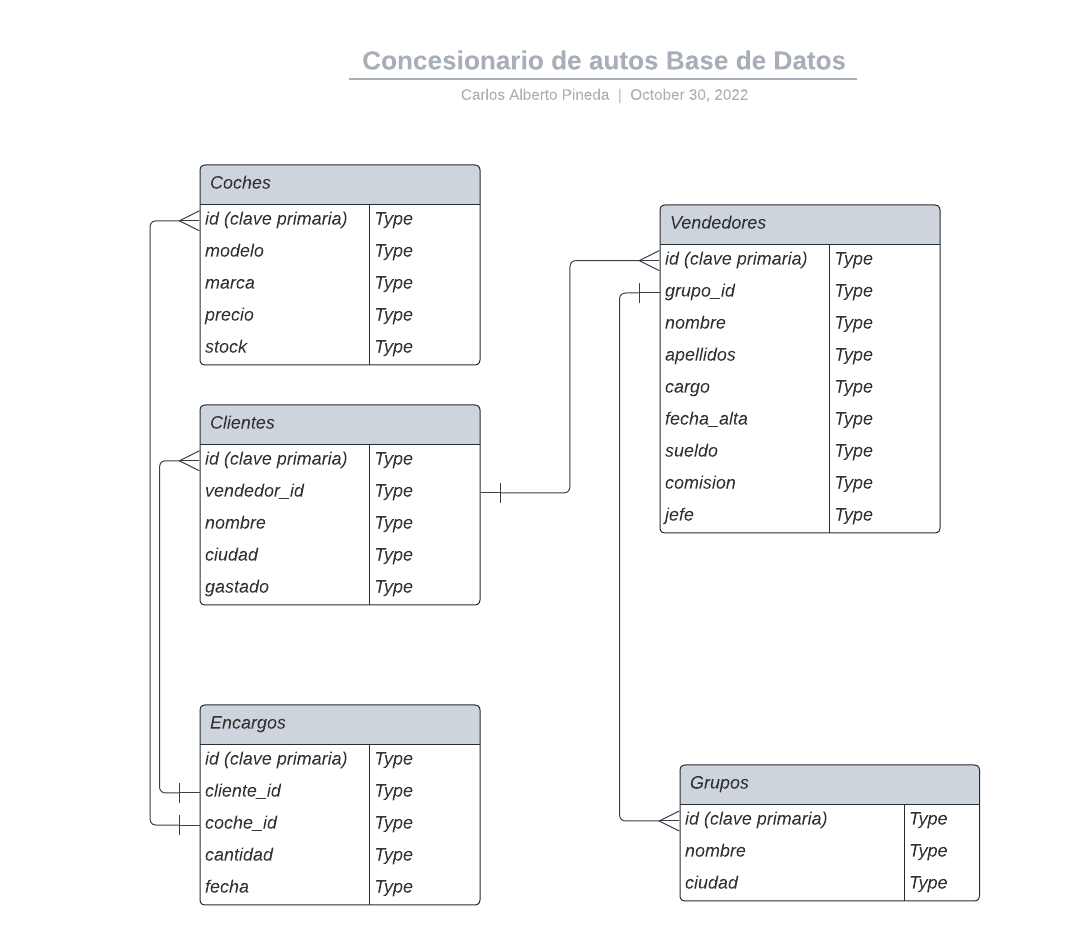 Concesionario de autos Base de Datos
Carlos Alberto Pineda | October 30, 2022
Coches
id (clave primaria) Type
modelo Type
marca Type
precio Type
stock Type
Clientes
id (clave primaria) Type
vendedor_id Type
nombre Type
ciudad Type
gastado Type
Encargos
id (clave primaria) Type
cliente_id Type
coche_id Type
cantidad Type
fecha Type
Vendedores
id (clave primaria) Type
grupo_id Type
nombre Type
apellidos Type
cargo Type
fecha_alta Type
sueldo Type
comision Type
jefe Type
Grupos
id (clave primaria) Type
nombre Type
ciudad Type